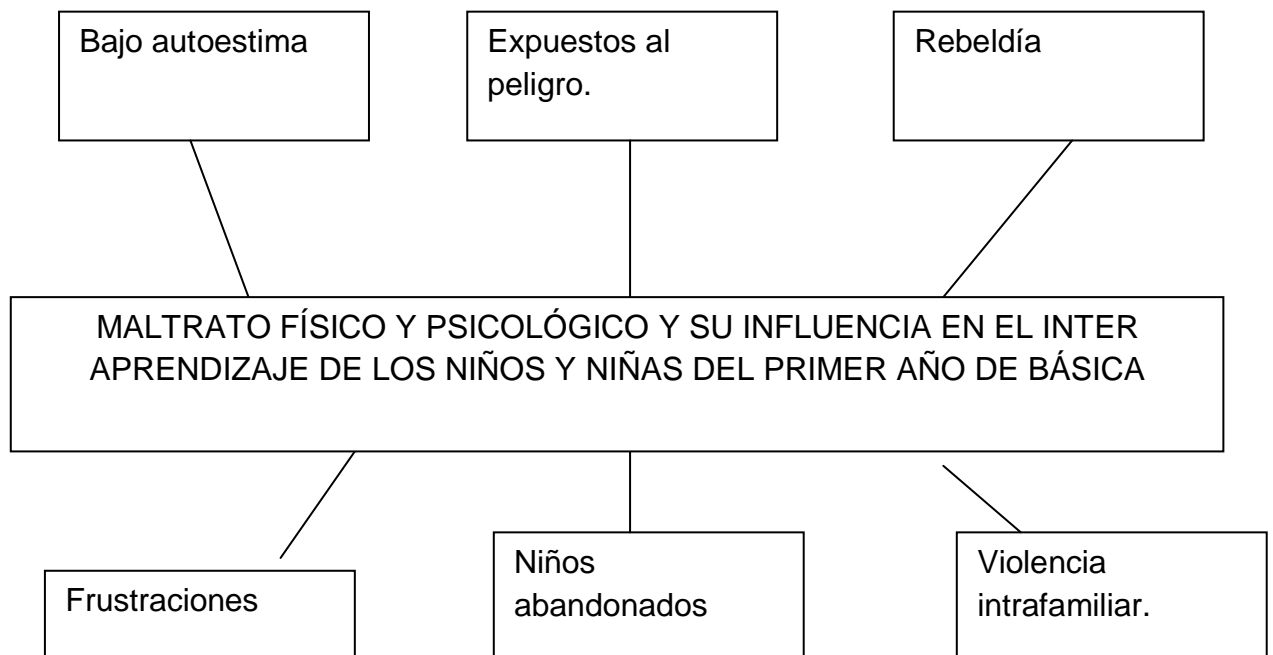 Bajo autoestima
Expuestos al
peligro.
Rebeldía
MALTRATO FÍSICO Y PSICOLÓGICO Y SU INFLUENCIA EN EL INTER
APRENDIZAJE DE LOS NIÑOS Y NIÑAS DEL PRIMER AÑO DE BÁSICA
Frustraciones
Niños
abandonados
Violencia
intrafamiliar.